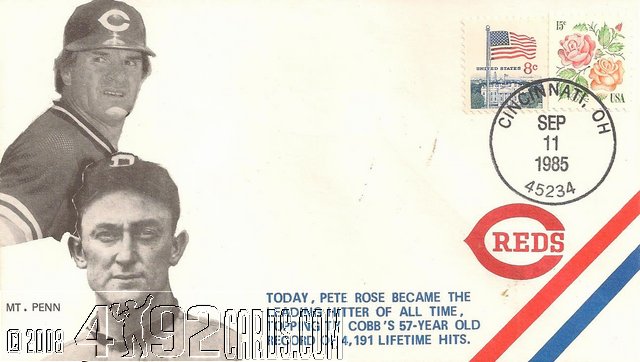 UNITED STATES 8c
15c
USA
CINCINNATI, OH
SEP
11
1985
45234
REDS
MT. PENN
TODAY, PETE ROSE BECAME THE
LEADING HITTER OF ALL TIME,
TOPPING TY COBB'S 57-YEAR OLD
RECORD OF 4,191 LIFETIME HITS.
© 2008 4192CARDS.COM